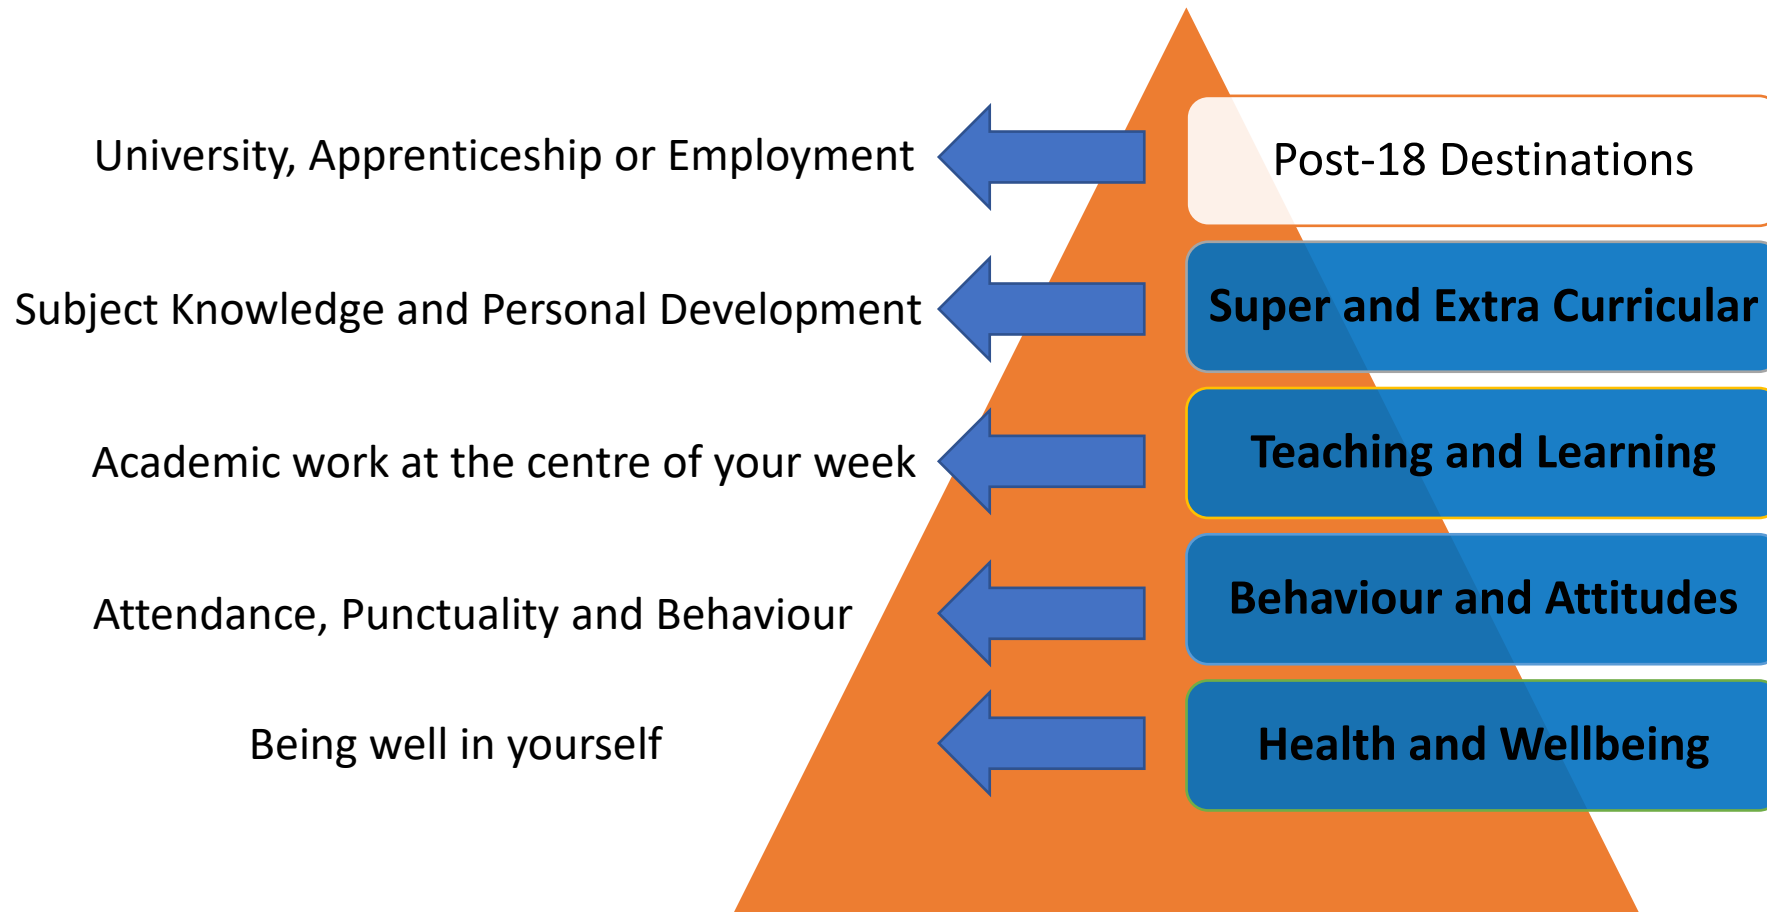 University, Apprenticeship or Employment
Post-18 Destinations
Subject Knowledge and Personal Development
Super and Extra Curricular
Academic work at the centre of your week
Teaching and Learning
Attendance, Punctuality and Behaviour
Behaviour and Attitudes
Being well in yourself
Health and Wellbeing